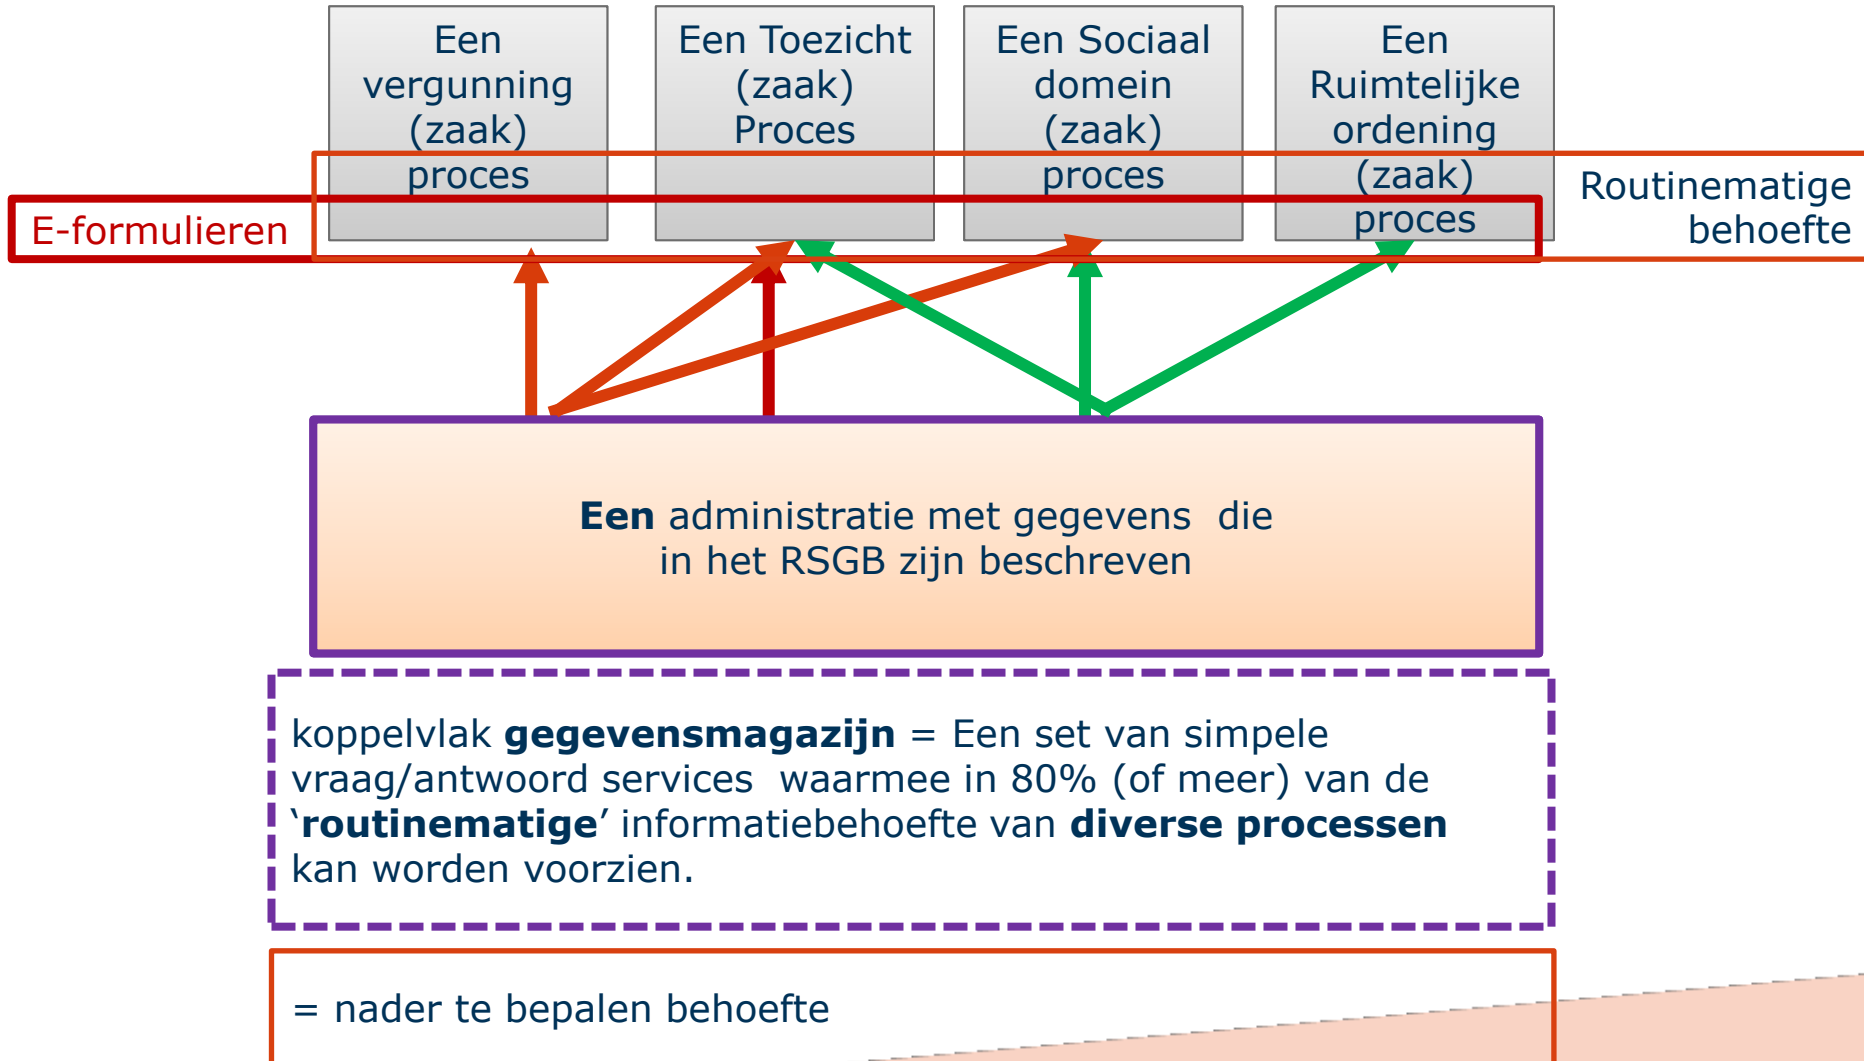 Een
vergunning
(zaak)
proces
Een Toezicht
(zaak)
Proces
Een Sociaal
domein
(zaak)
proces
Een
Ruimtelijke
ordening
(zaak)
proces
Routinematige
behoefte
E-formulieren
Een administratie met gegevens  die
in het RSGB zijn beschreven
koppelvlak gegevensmagazijn = Een set van simpele
vraag/antwoord services  waarmee in 80% (of meer) van de
‘routinematige’ informatiebehoefte van diverse processen
kan worden voorzien.
= nader te bepalen behoefte